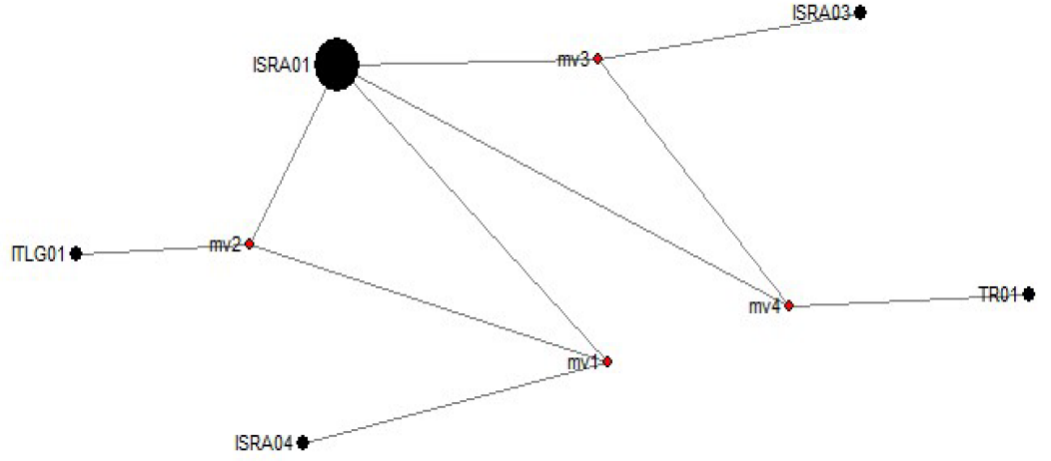 ISRA03
ISRA01
mv3
ITLG01
mv2
TR01
mv4
mv1
ISRA04